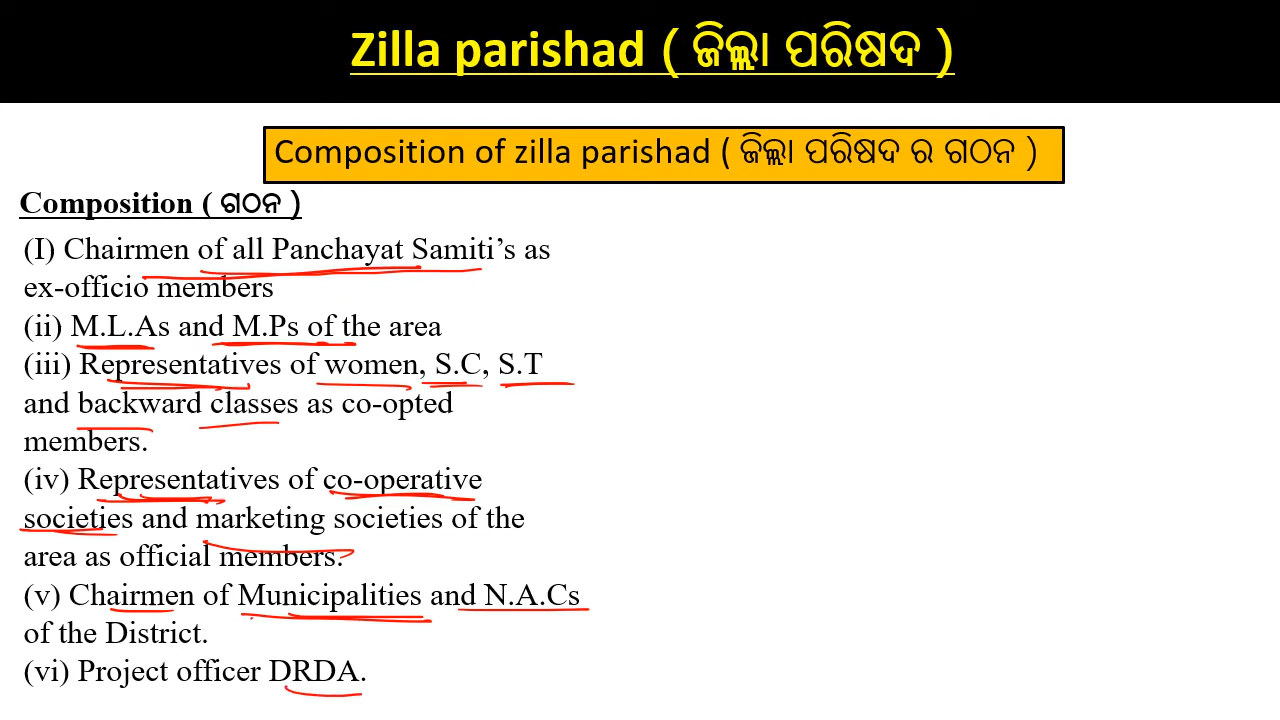 Zilla parishad ( ଜିଲ୍ଲା ପରିଷଦ )
Composition of zilla parishad ( ଜିଲ୍ଲା ପରିଷଦ ର ଗଠନ )
Composition ( ଗଠନ )
(I) Chairmen of all Panchayat Samiti’s as
ex-officio members
(ii) M.L.As and M.Ps of the area
(iii) Representatives of women, S.C, S.T
and backward classes as co-opted
members.
(iv) Representatives of co-operative
societies and marketing societies of the
area as official members.
(v) Chairmen of Municipalities and N.A.Cs
of the District.
(vi) Project officer DRDA.